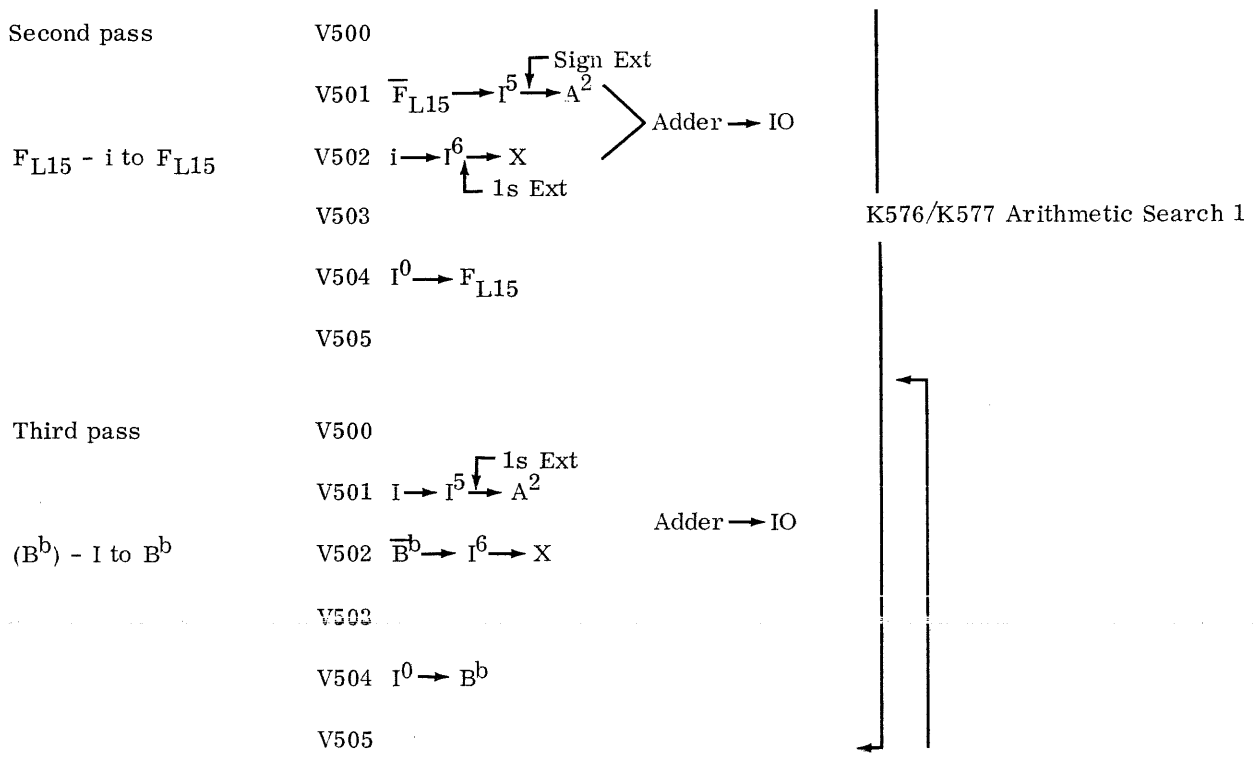 Second pass V500
Sign Ext
V501 F̅L15 → I⁵ → A²
Adder → IO
FL15 - i to FL15 V502 i → I⁶ → X
1s Ext
V503 K576/K577 Arithmetic Search 1
V504 I⁰ → FL15
V505
Third pass V500
1s Ext
V501 I → I⁵ → A²
Adder → IO
(Bᵇ) - I to Bᵇ V502 B̅ᵇ → I⁶ → X
V503
V504 I⁰ → Bᵇ
V505